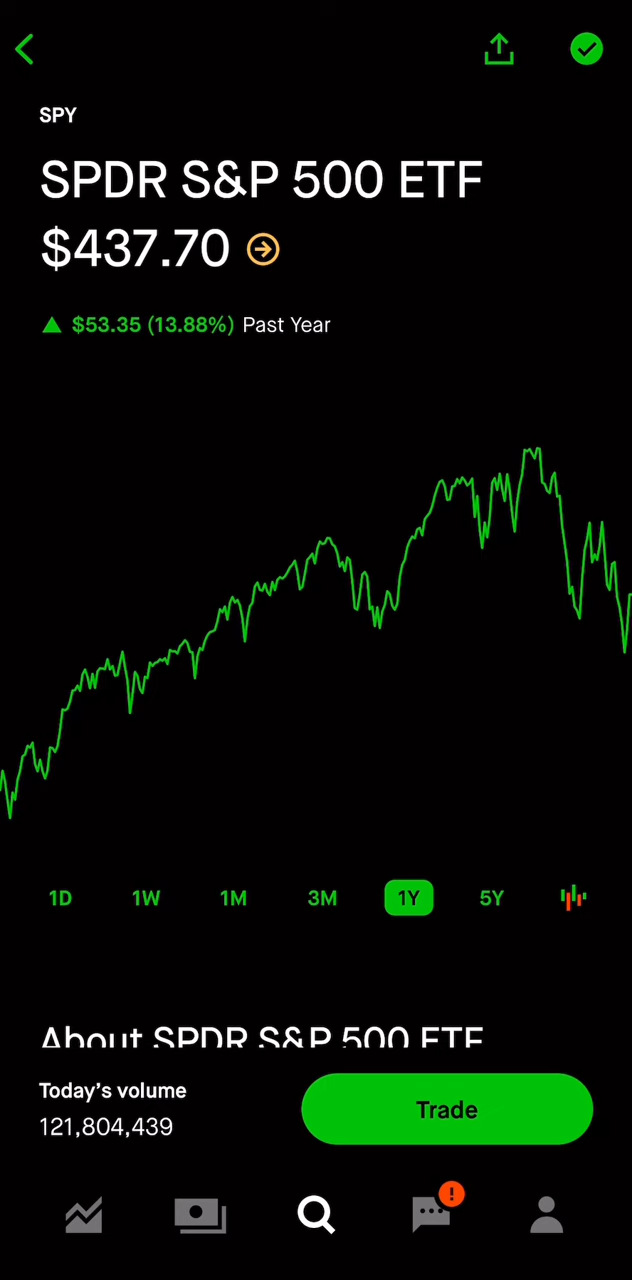 SPY
SPDR S&P 500 ETF
$437.70
▲ $53.35 (13.88%) Past Year
1D 1W 1M 3M 1Y 5Y
About SPDR S&P 500 ETF
Today’s volume
121,804,439
Trade
!